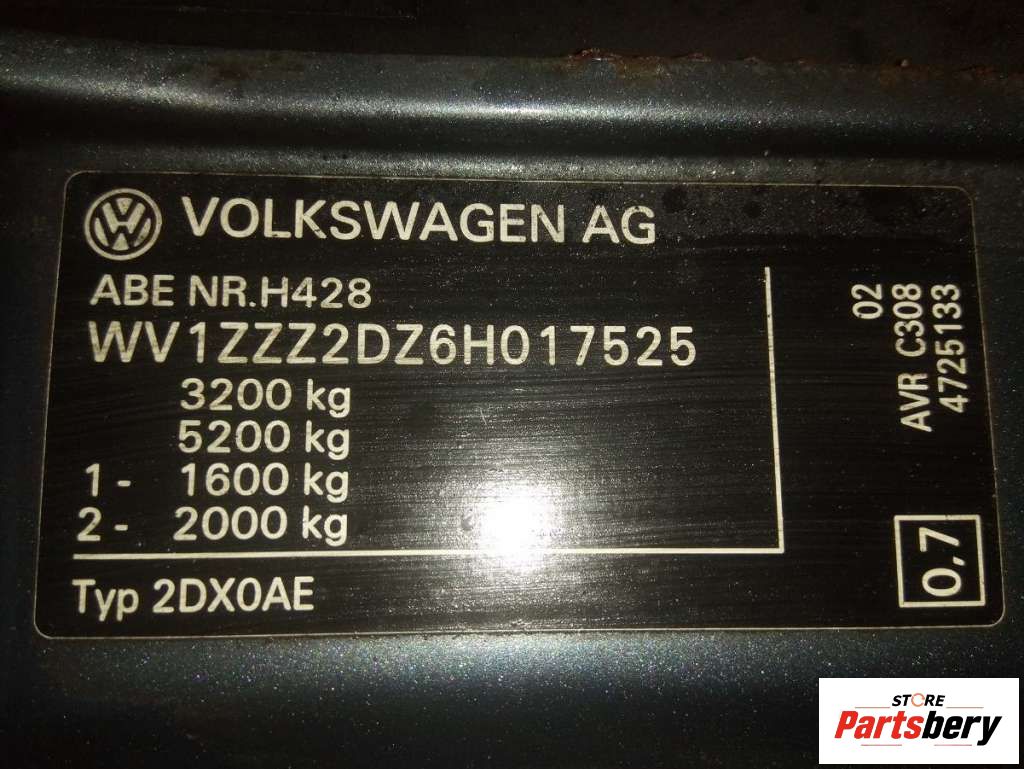 VOLKSWAGEN AG
ABE NR.H428
WV1ZZZ2DZ6H017525
3200 kg
5200 kg
1- 1600 kg
2- 2000 kg
Typ 2DX0AE
02
AVR C308
4725133
0,7
STORE
Partsbery